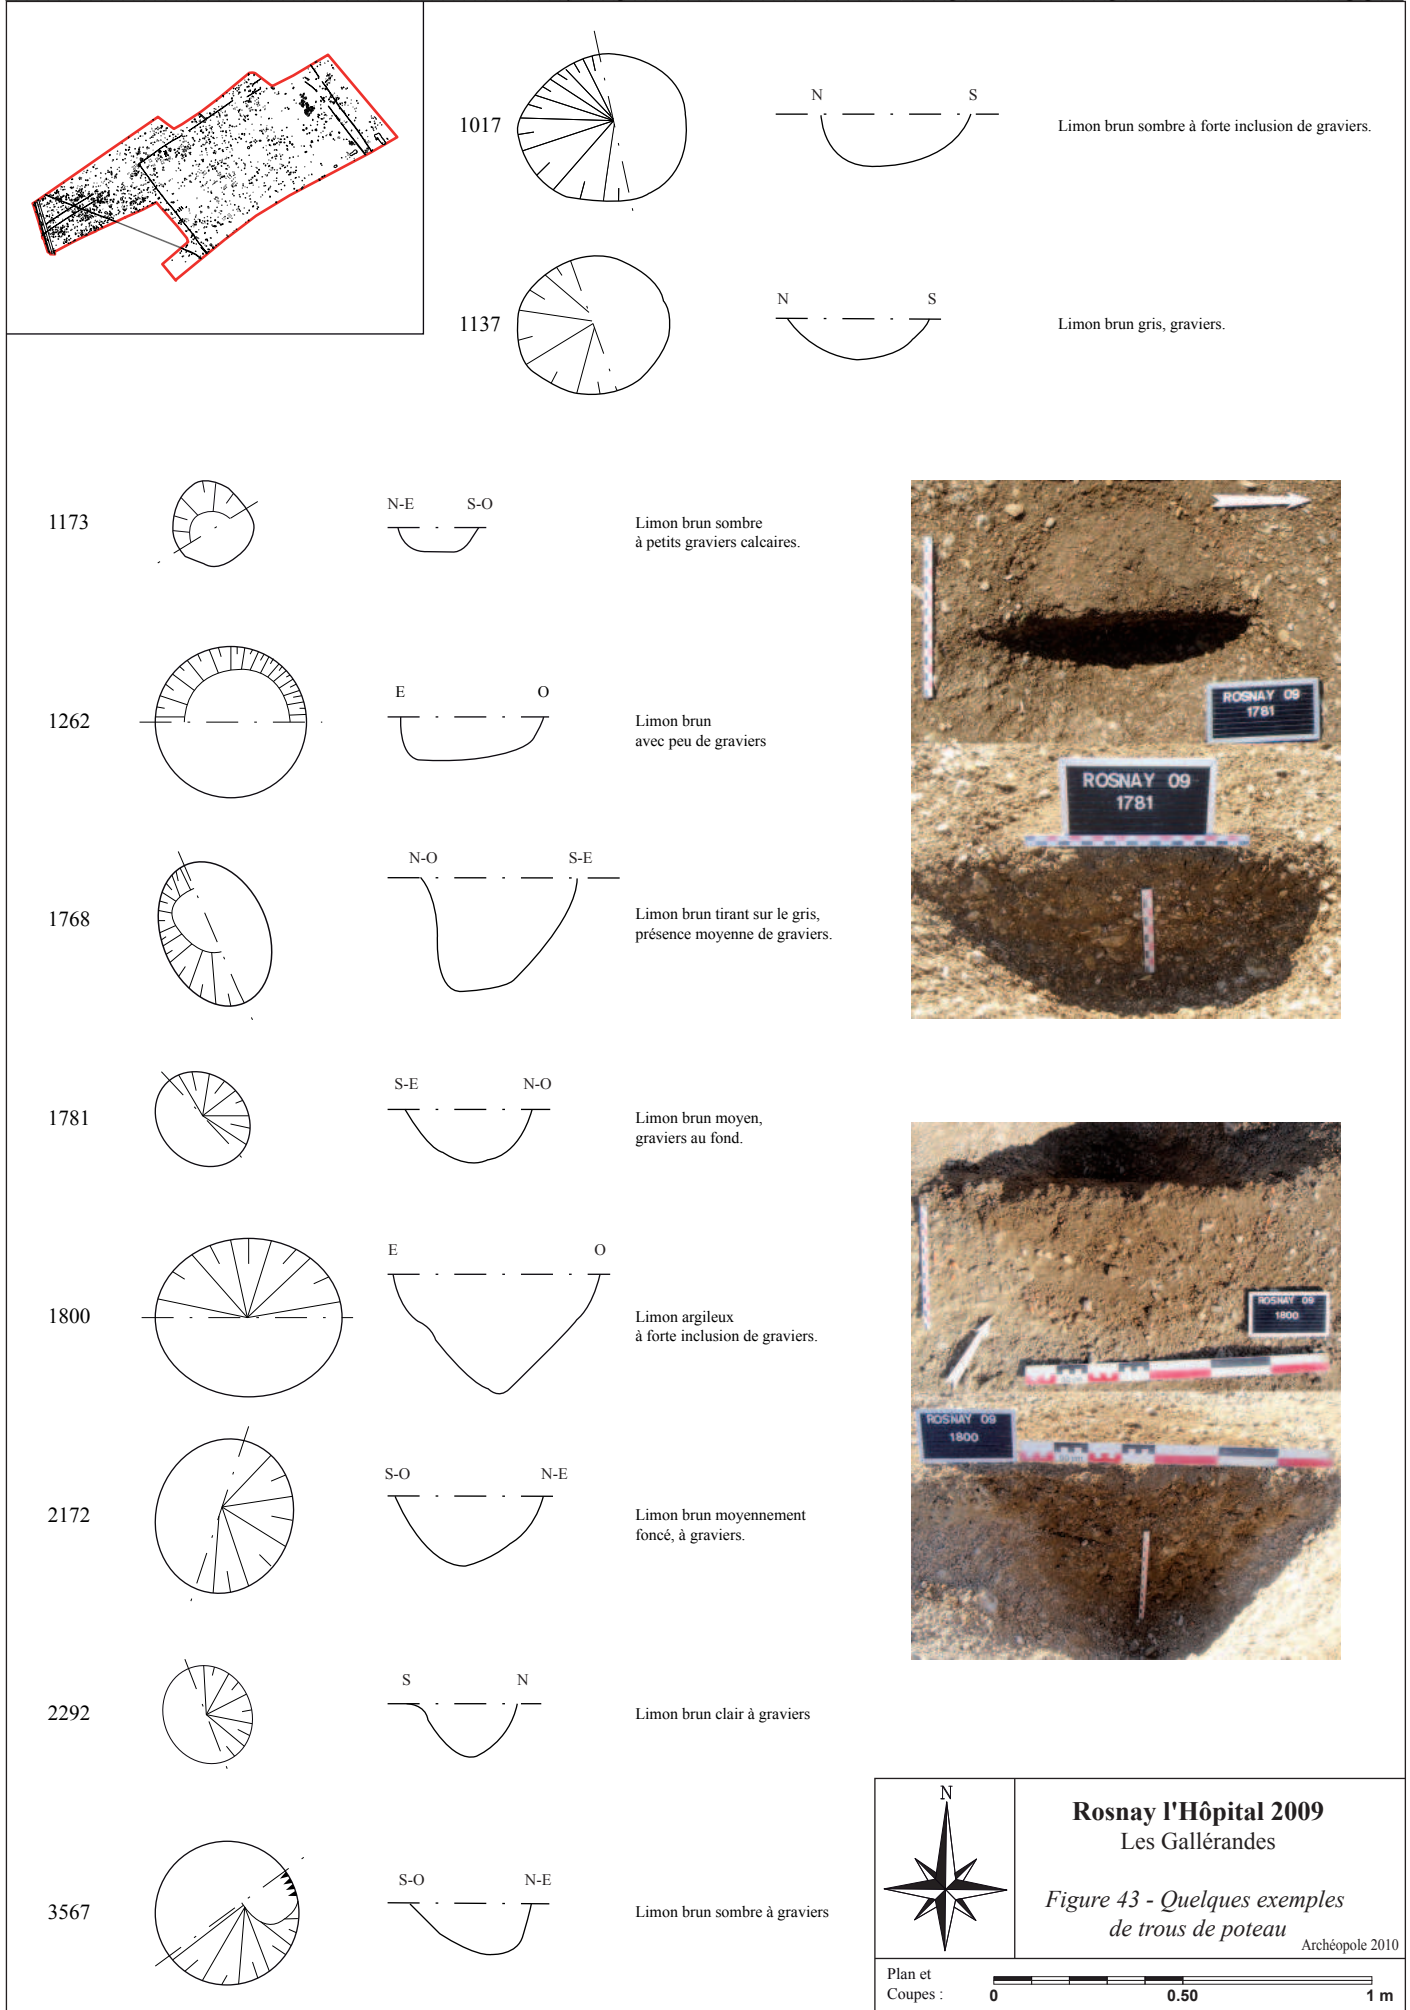 1017
N S
Limon brun sombre à forte inclusion de graviers.
1137
N S
Limon brun gris, graviers.
1173
N-E S-O
Limon brun sombre
à petits graviers calcaires.
1262
E O
Limon brun
avec peu de graviers
1768
N-O S-E
Limon brun tirant sur le gris,
présence moyenne de graviers.
1781
S-E N-O
Limon brun moyen,
graviers au fond.
1800
E O
Limon argileux
à forte inclusion de graviers.
2172
S-O N-E
Limon brun moyennement
foncé, à graviers.
2292
S N
Limon brun clair à graviers
3567
S-O N-E
Limon brun sombre à graviers
ROSNAY 09
1781
ROSNAY 09
1781
ROSNAY 09
1800
ROSNAY 09
1800
N
Rosnay l'Hôpital 2009
Les Gallérandes
Figure 43 - Quelques exemples
de trous de poteau
Archéopole 2010
Plan et
Coupes :
0 0.50 1 m